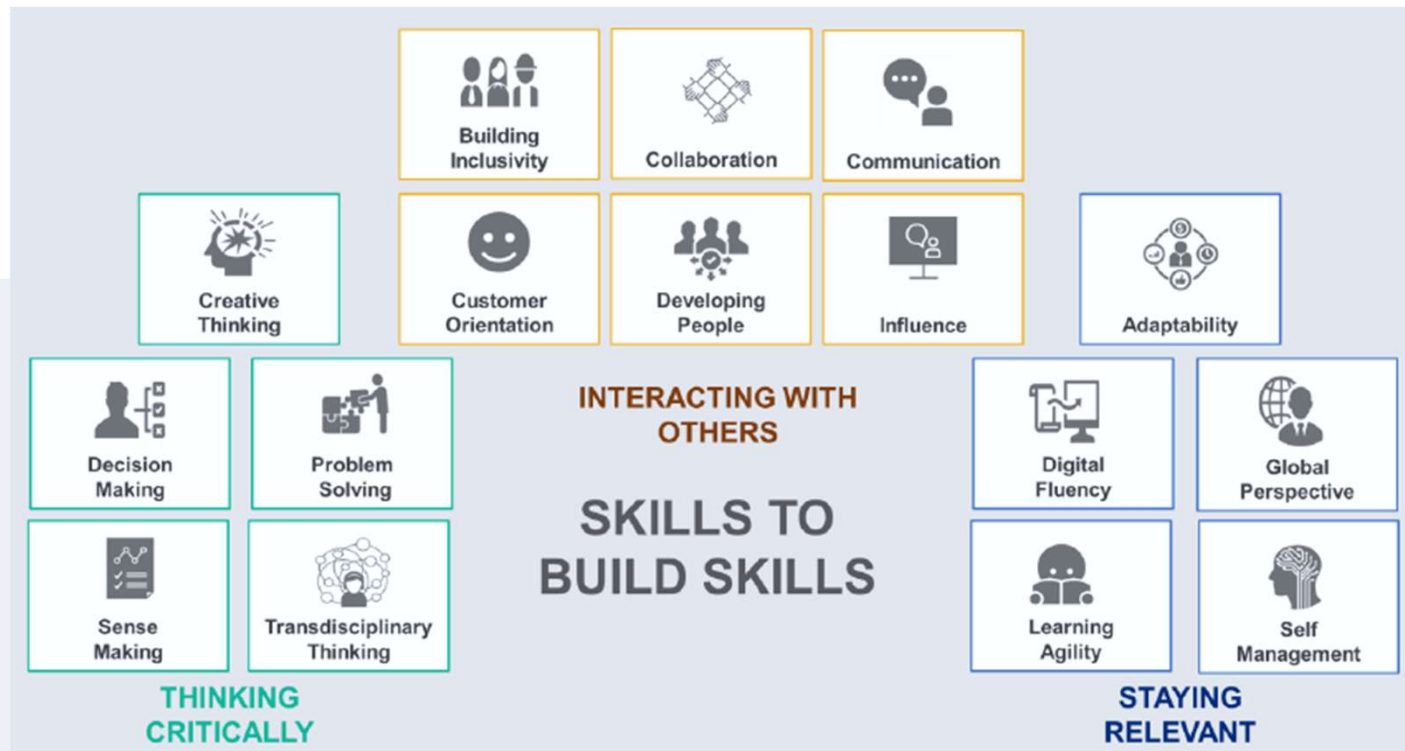 Building
Inclusivity
Collaboration
Communication
Creative
Thinking
Customer
Orientation
Developing
People
Influence
Adaptability
Decision
Making
Problem
Solving
INTERACTING WITH
OTHERS
Digital
Fluency
Global
Perspective
SKILLS TO
BUILD SKILLS
Sense
Making
Transdisciplinary
Thinking
Learning
Agility
Self
Management
THINKING
CRITICALLY
STAYING
RELEVANT